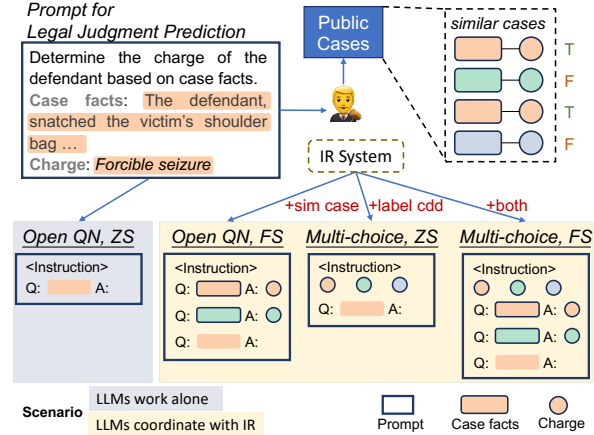 Prompt for
Legal Judgment Prediction
Determine the charge of the
defendant based on case facts.
Case facts: The defendant,
snatched the victim's shoulder
bag ...
Charge: Forcible seizure
Public
Cases
similar cases
T
F
T
F
IR System
+sim case
+label cdd
+both
Open QN, ZS
<Instruction>
Q: A:
Open QN, FS
<Instruction>
Q: A:
Q: A:
Q: A:
Multi-choice, ZS
<Instruction>
Q: A:
Multi-choice, FS
<Instruction>
Q: A:
Q: A:
Q: A:
Scenario
LLMs work alone
LLMs coordinate with IR
Prompt
Case facts
Charge